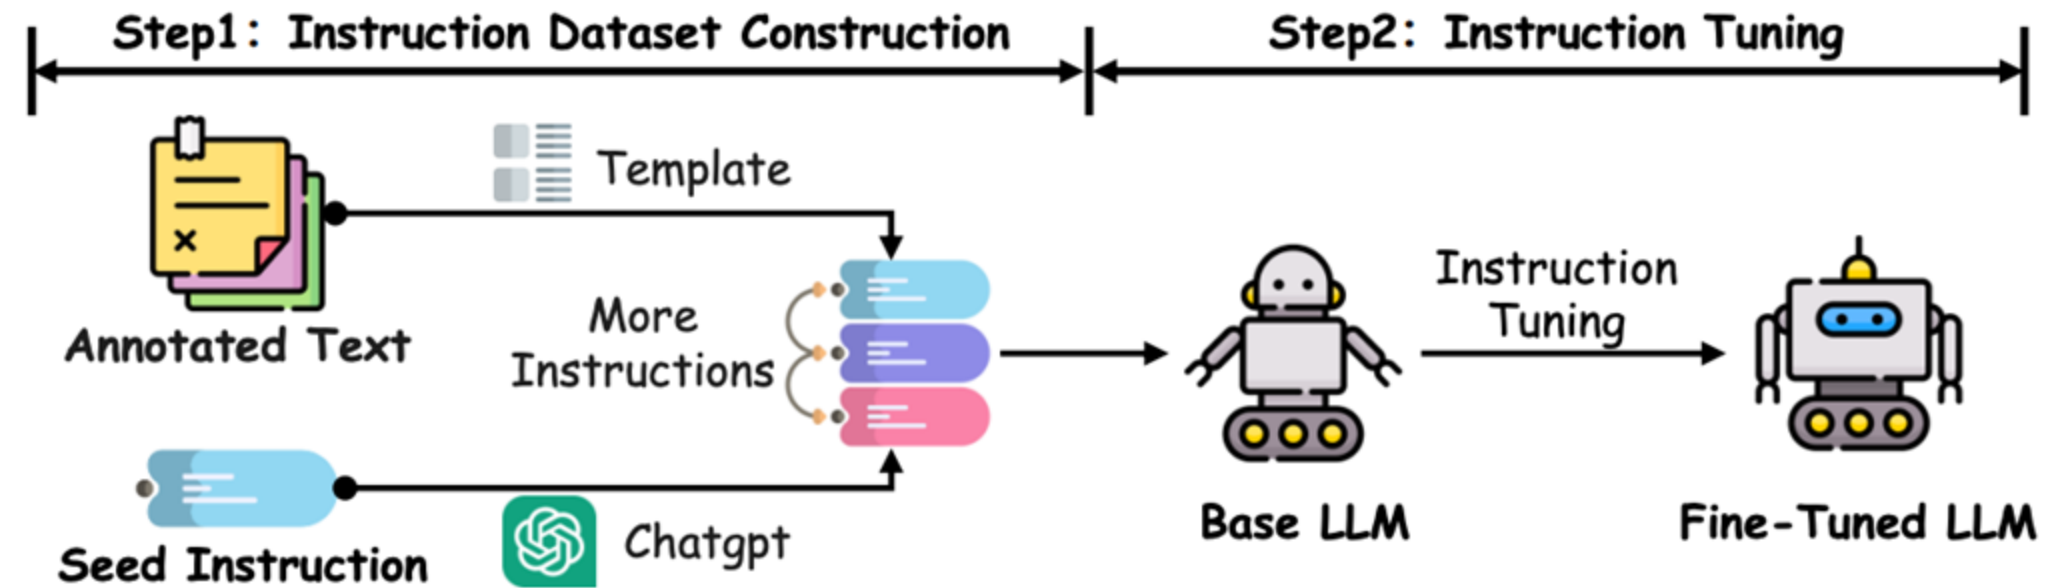 Step1: Instruction Dataset Construction
Step2: Instruction Tuning
Template
Annotated Text
More
Instructions
Instruction
Tuning
Seed Instruction
Chatgpt
Base LLM
Fine-Tuned LLM